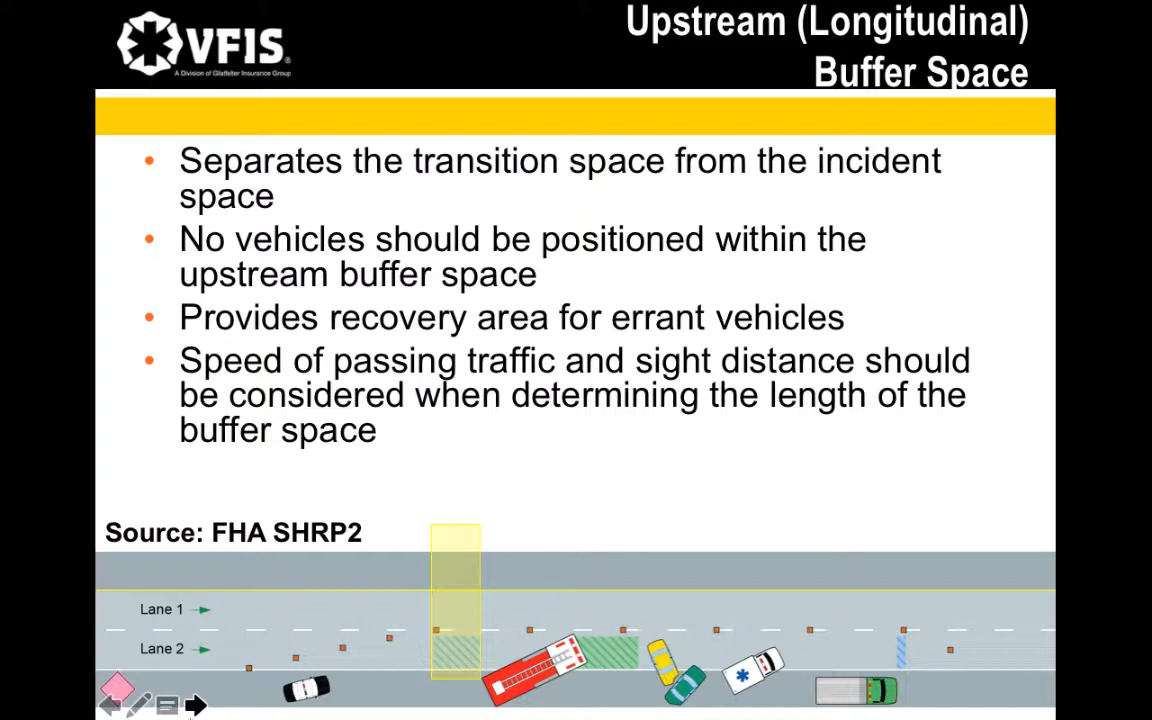 Upstream (Longitudinal)
Buffer Space
VFIS®
A Division of Glatfelter Insurance Group
• Separates the transition space from the incident
space
• No vehicles should be positioned within the
upstream buffer space
• Provides recovery area for errant vehicles
• Speed of passing traffic and sight distance should
be considered when determining the length of the
buffer space
Source: FHA SHRP2
Lane 1
Lane 2